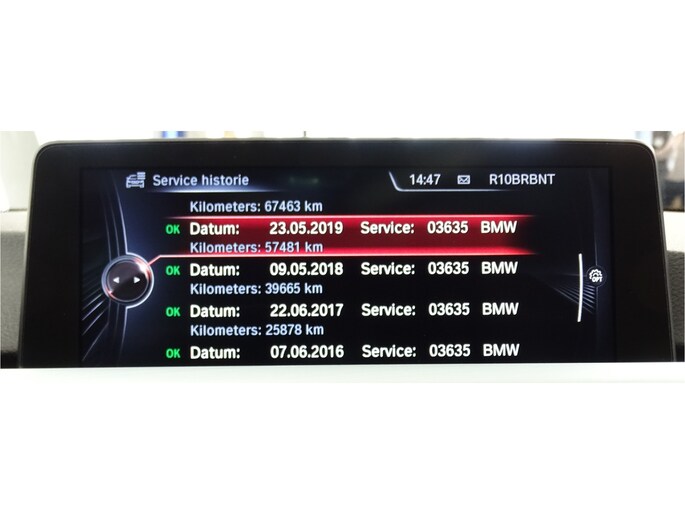 Service historie 14:47 R10BRBNT
Kilometers: 67463 km
OK Datum: 23.05.2019 Service: 03635 BMW
Kilometers: 57481 km
OK Datum: 09.05.2018 Service: 03635 BMW
Kilometers: 39665 km
OK Datum: 22.06.2017 Service: 03635 BMW
Kilometers: 25878 km
OK Datum: 07.06.2016 Service: 03635 BMW